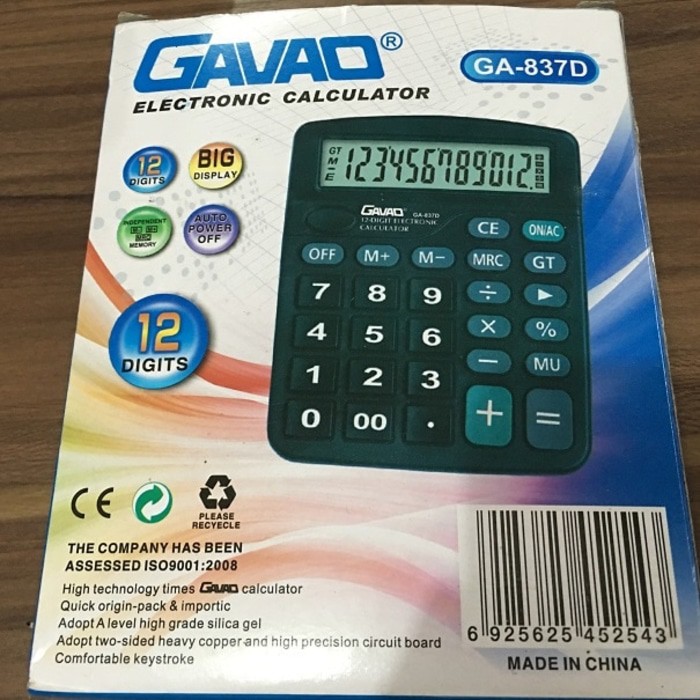 GAVAO®
GA-837D
ELECTRONIC CALCULATOR
12
DIGITS
BIG
DISPLAY
INDEPENDENT
MEMORY
AUTO
POWER
OFF
12
DIGITS
GT
M
E
123456789012.
GAVAO GA-837D
12-DIGIT ELECTRONIC
CALCULATOR
CE ON/AC
OFF M+ M− MRC GT
7 8 9 ÷ ▶
4 5 6 × %
1 2 3 − MU
0 00 . + =
CE
PLEASE
RECYCLE
THE COMPANY HAS BEEN
ASSESSED ISO9001:2008
High technology times GAVAO calculator
Quick origin-pack & importic
Adopt A level high grade silica gel
Adopt two-sided heavy copper and high precision circuit board
Comfortable keystroke
6 925625 452543
MADE IN CHINA